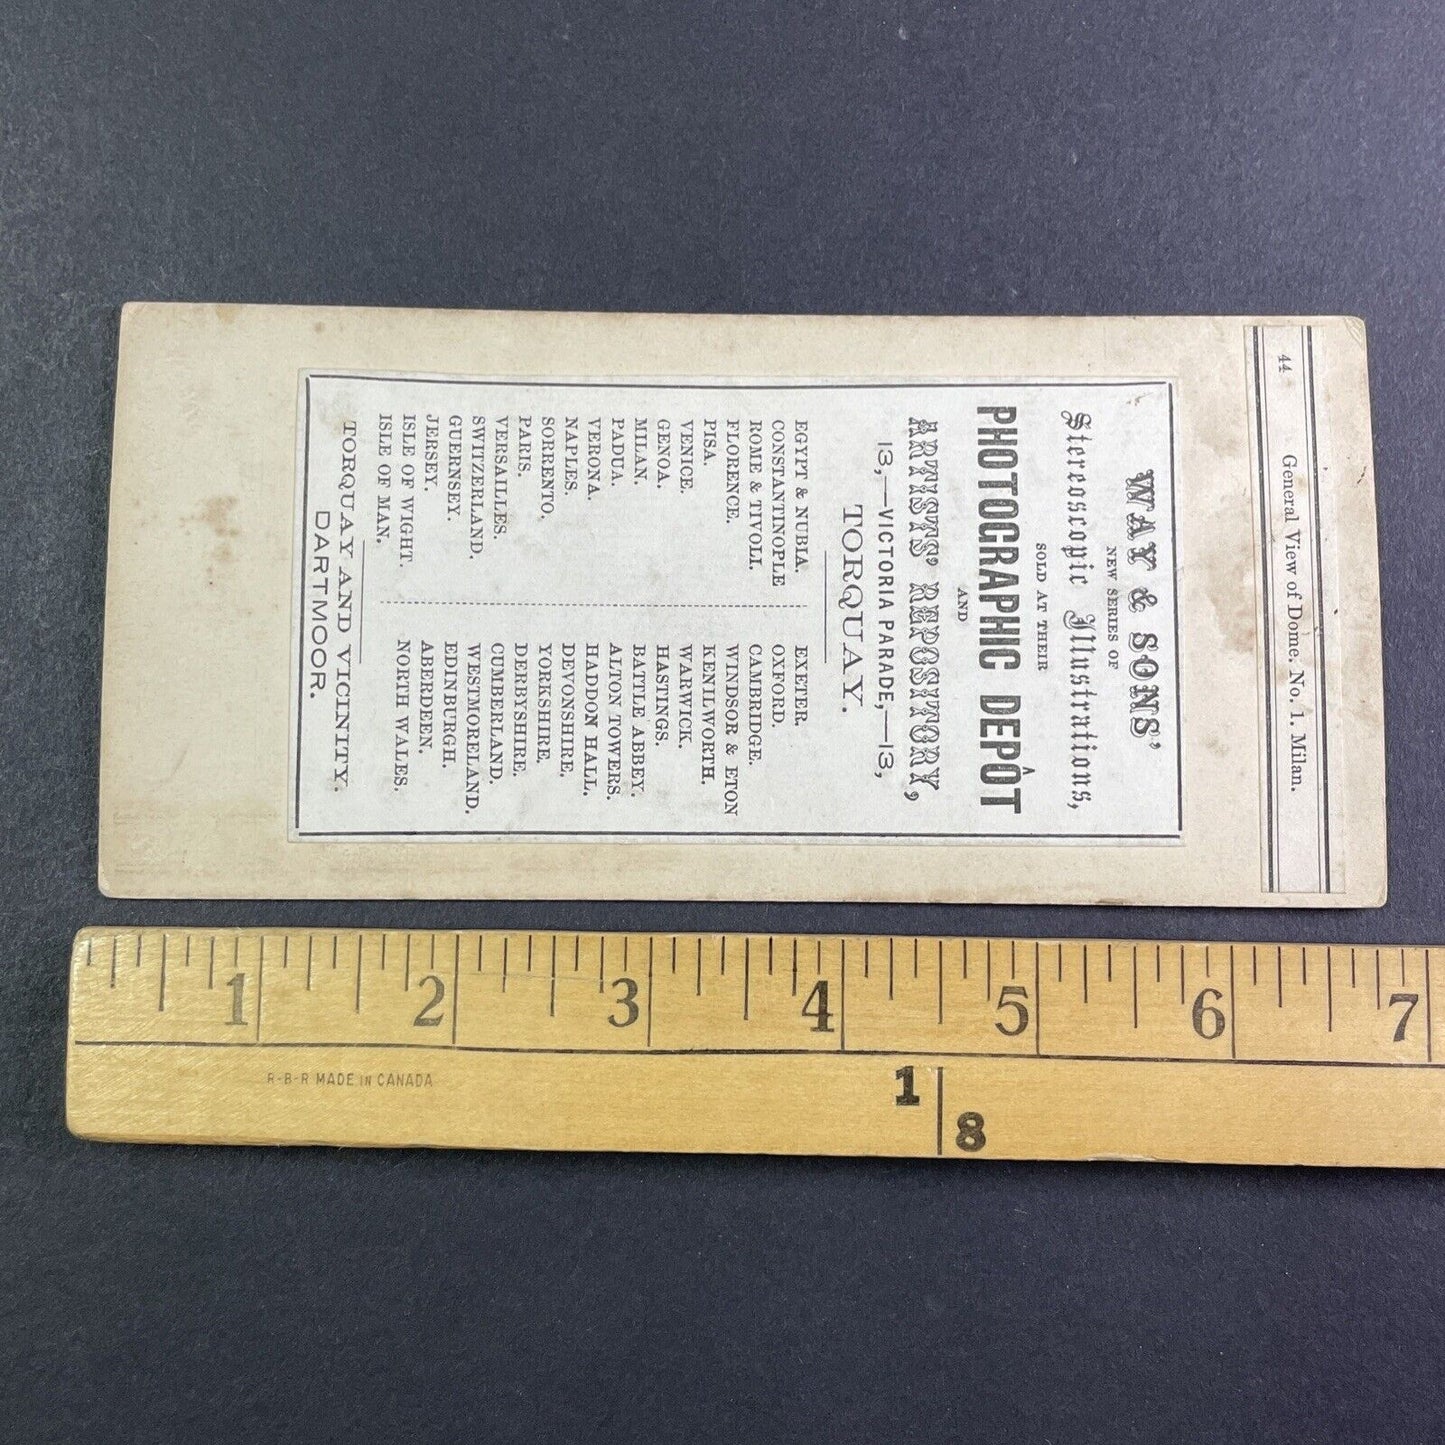 44
General View of Dome. No. 1. Milan.
WAY & SONS'
NEW SERIES OF
Stereoscopic Illustrations,
SOLD AT THEIR
PHOTOGRAPHIC DEPÔT
AND
ARTISTS' REPOSITORY,
13,—VICTORIA PARADE,—13,
TORQUAY.
EGYPT & NUBIA.
CONSTANTINOPLE
ROME & TIVOLI.
FLORENCE.
PISA.
VENICE.
GENOA.
MILAN.
PADUA.
VERONA.
NAPLES.
SORRENTO.
PARIS.
VERSAILLES.
SWITZERLAND.
GUERNSEY.
JERSEY.
ISLE OF WIGHT.
ISLE OF MAN.
EXETER.
OXFORD.
CAMBRIDGE.
WINDSOR & ETON
KENILWORTH.
WARWICK.
HASTINGS.
BATTLE ABBEY.
ALTON TOWERS.
HADDON HALL.
DEVONSHIRE.
YORKSHIRE.
DERBYSHIRE.
CUMBERLAND.
WESTMORELAND.
EDINBURGH.
ABERDEEN.
NORTH WALES.
TORQUAY AND VICINITY.
DARTMOOR.
1 2 3 4 5 6 7
R-B-R MADE IN CANADA
1
8